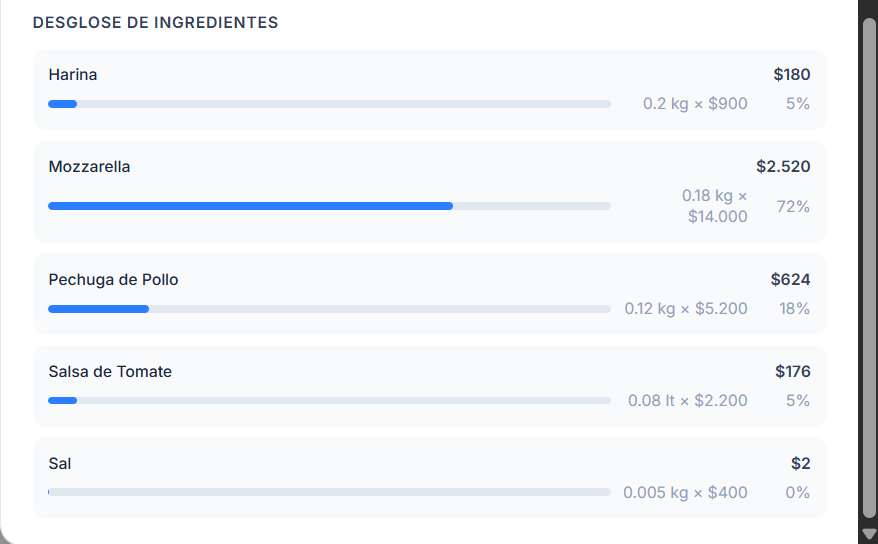 DESGLOSE DE INGREDIENTES
Harina
$180
0.2 kg × $900
5%
Mozzarella
$2.520
0.18 kg ×
$14.000
72%
Pechuga de Pollo
$624
0.12 kg × $5.200
18%
Salsa de Tomate
$176
0.08 lt × $2.200
5%
Sal
$2
0.005 kg × $400
0%